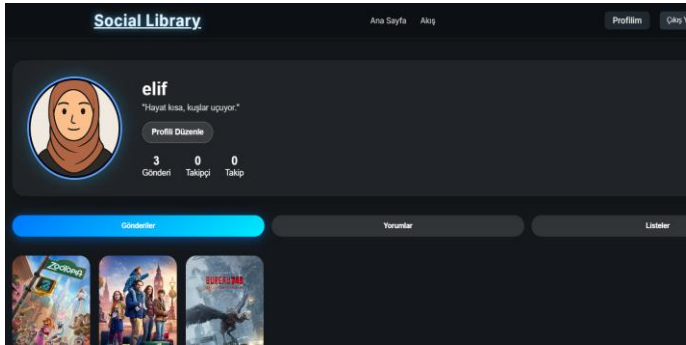 Social Library
Ana Sayfa Akış
Profilim
Çıkış
elif
"Hayat kısa, kuşlar uçuyor."
Profili Düzenle
3 0 0
Gönderi Takipçi Takip
Gönderiler
Yorumlar
Listeler
ZOOTOPIA